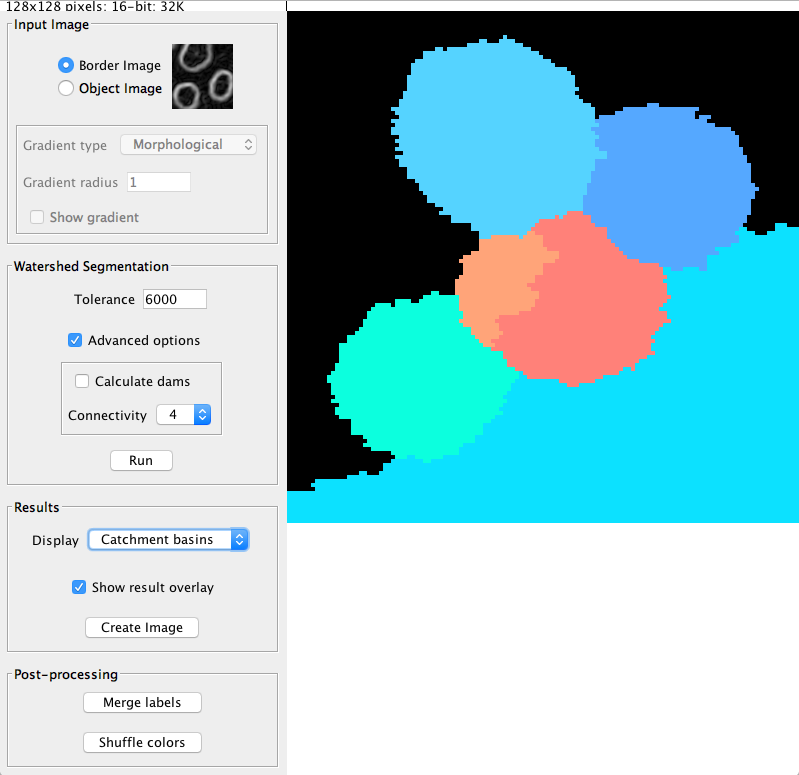 128x128 pixels; 16-bit; 32K
Input Image
Border Image
Object Image
Gradient type Morphological
Gradient radius 1
Show gradient
Watershed Segmentation
Tolerance 6000
Advanced options
Calculate dams
Connectivity 4
Run
Results
Display Catchment basins
Show result overlay
Create Image
Post-processing
Merge labels
Shuffle colors